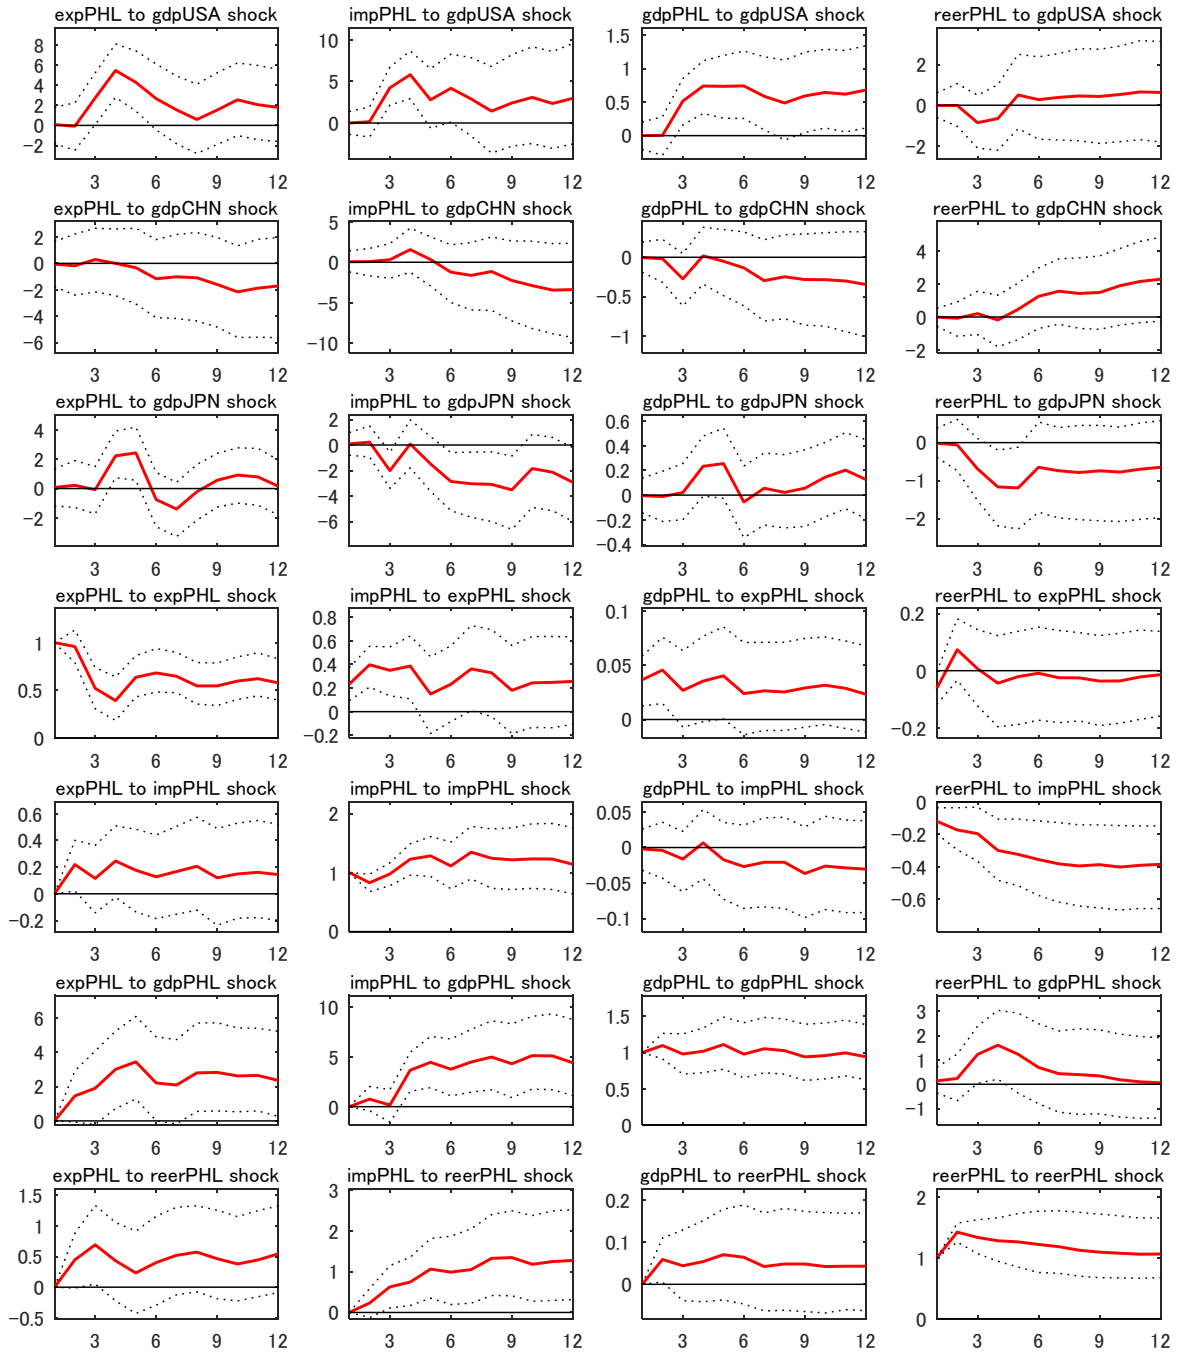 expPHL to gdpUSA shock
8
6
4
2
0
−2
3 6 9 12
impPHL to gdpUSA shock
10
5
0
3 6 9 12
gdpPHL to gdpUSA shock
1.5
1
0.5
0
3 6 9 12
reerPHL to gdpUSA shock
2
0
−2
3 6 9 12
expPHL to gdpCHN shock
2
0
−2
−4
−6
3 6 9 12
impPHL to gdpCHN shock
5
0
−5
−10
3 6 9 12
gdpPHL to gdpCHN shock
0
−0.5
−1
3 6 9 12
reerPHL to gdpCHN shock
4
2
0
−2
3 6 9 12
expPHL to gdpJPN shock
4
2
0
−2
3 6 9 12
impPHL to gdpJPN shock
2
0
−2
−4
−6
3 6 9 12
gdpPHL to gdpJPN shock
0.6
0.4
0.2
0
−0.2
−0.4
3 6 9 12
reerPHL to gdpJPN shock
0
−1
−2
3 6 9 12
expPHL to expPHL shock
1
0.5
0
3 6 9 12
impPHL to expPHL shock
0.8
0.6
0.4
0.2
0
−0.2
3 6 9 12
gdpPHL to expPHL shock
0.1
0.05
0
3 6 9 12
reerPHL to expPHL shock
0.2
0
−0.2
3 6 9 12
expPHL to impPHL shock
0.6
0.4
0.2
0
−0.2
3 6 9 12
impPHL to impPHL shock
2
1
0
3 6 9 12
gdpPHL to impPHL shock
0.05
0
−0.05
−0.1
3 6 9 12
reerPHL to impPHL shock
0
−0.2
−0.4
−0.6
3 6 9 12
expPHL to gdpPHL shock
6
4
2
0
3 6 9 12
impPHL to gdpPHL shock
10
5
0
3 6 9 12
gdpPHL to gdpPHL shock
1.5
1
0.5
0
3 6 9 12
reerPHL to gdpPHL shock
3
2
1
0
−1
3 6 9 12
expPHL to reerPHL shock
1.5
1
0.5
0
−0.5
3 6 9 12
impPHL to reerPHL shock
3
2
1
0
3 6 9 12
gdpPHL to reerPHL shock
0.2
0.1
0
3 6 9 12
reerPHL to reerPHL shock
2
1
0
3 6 9 12